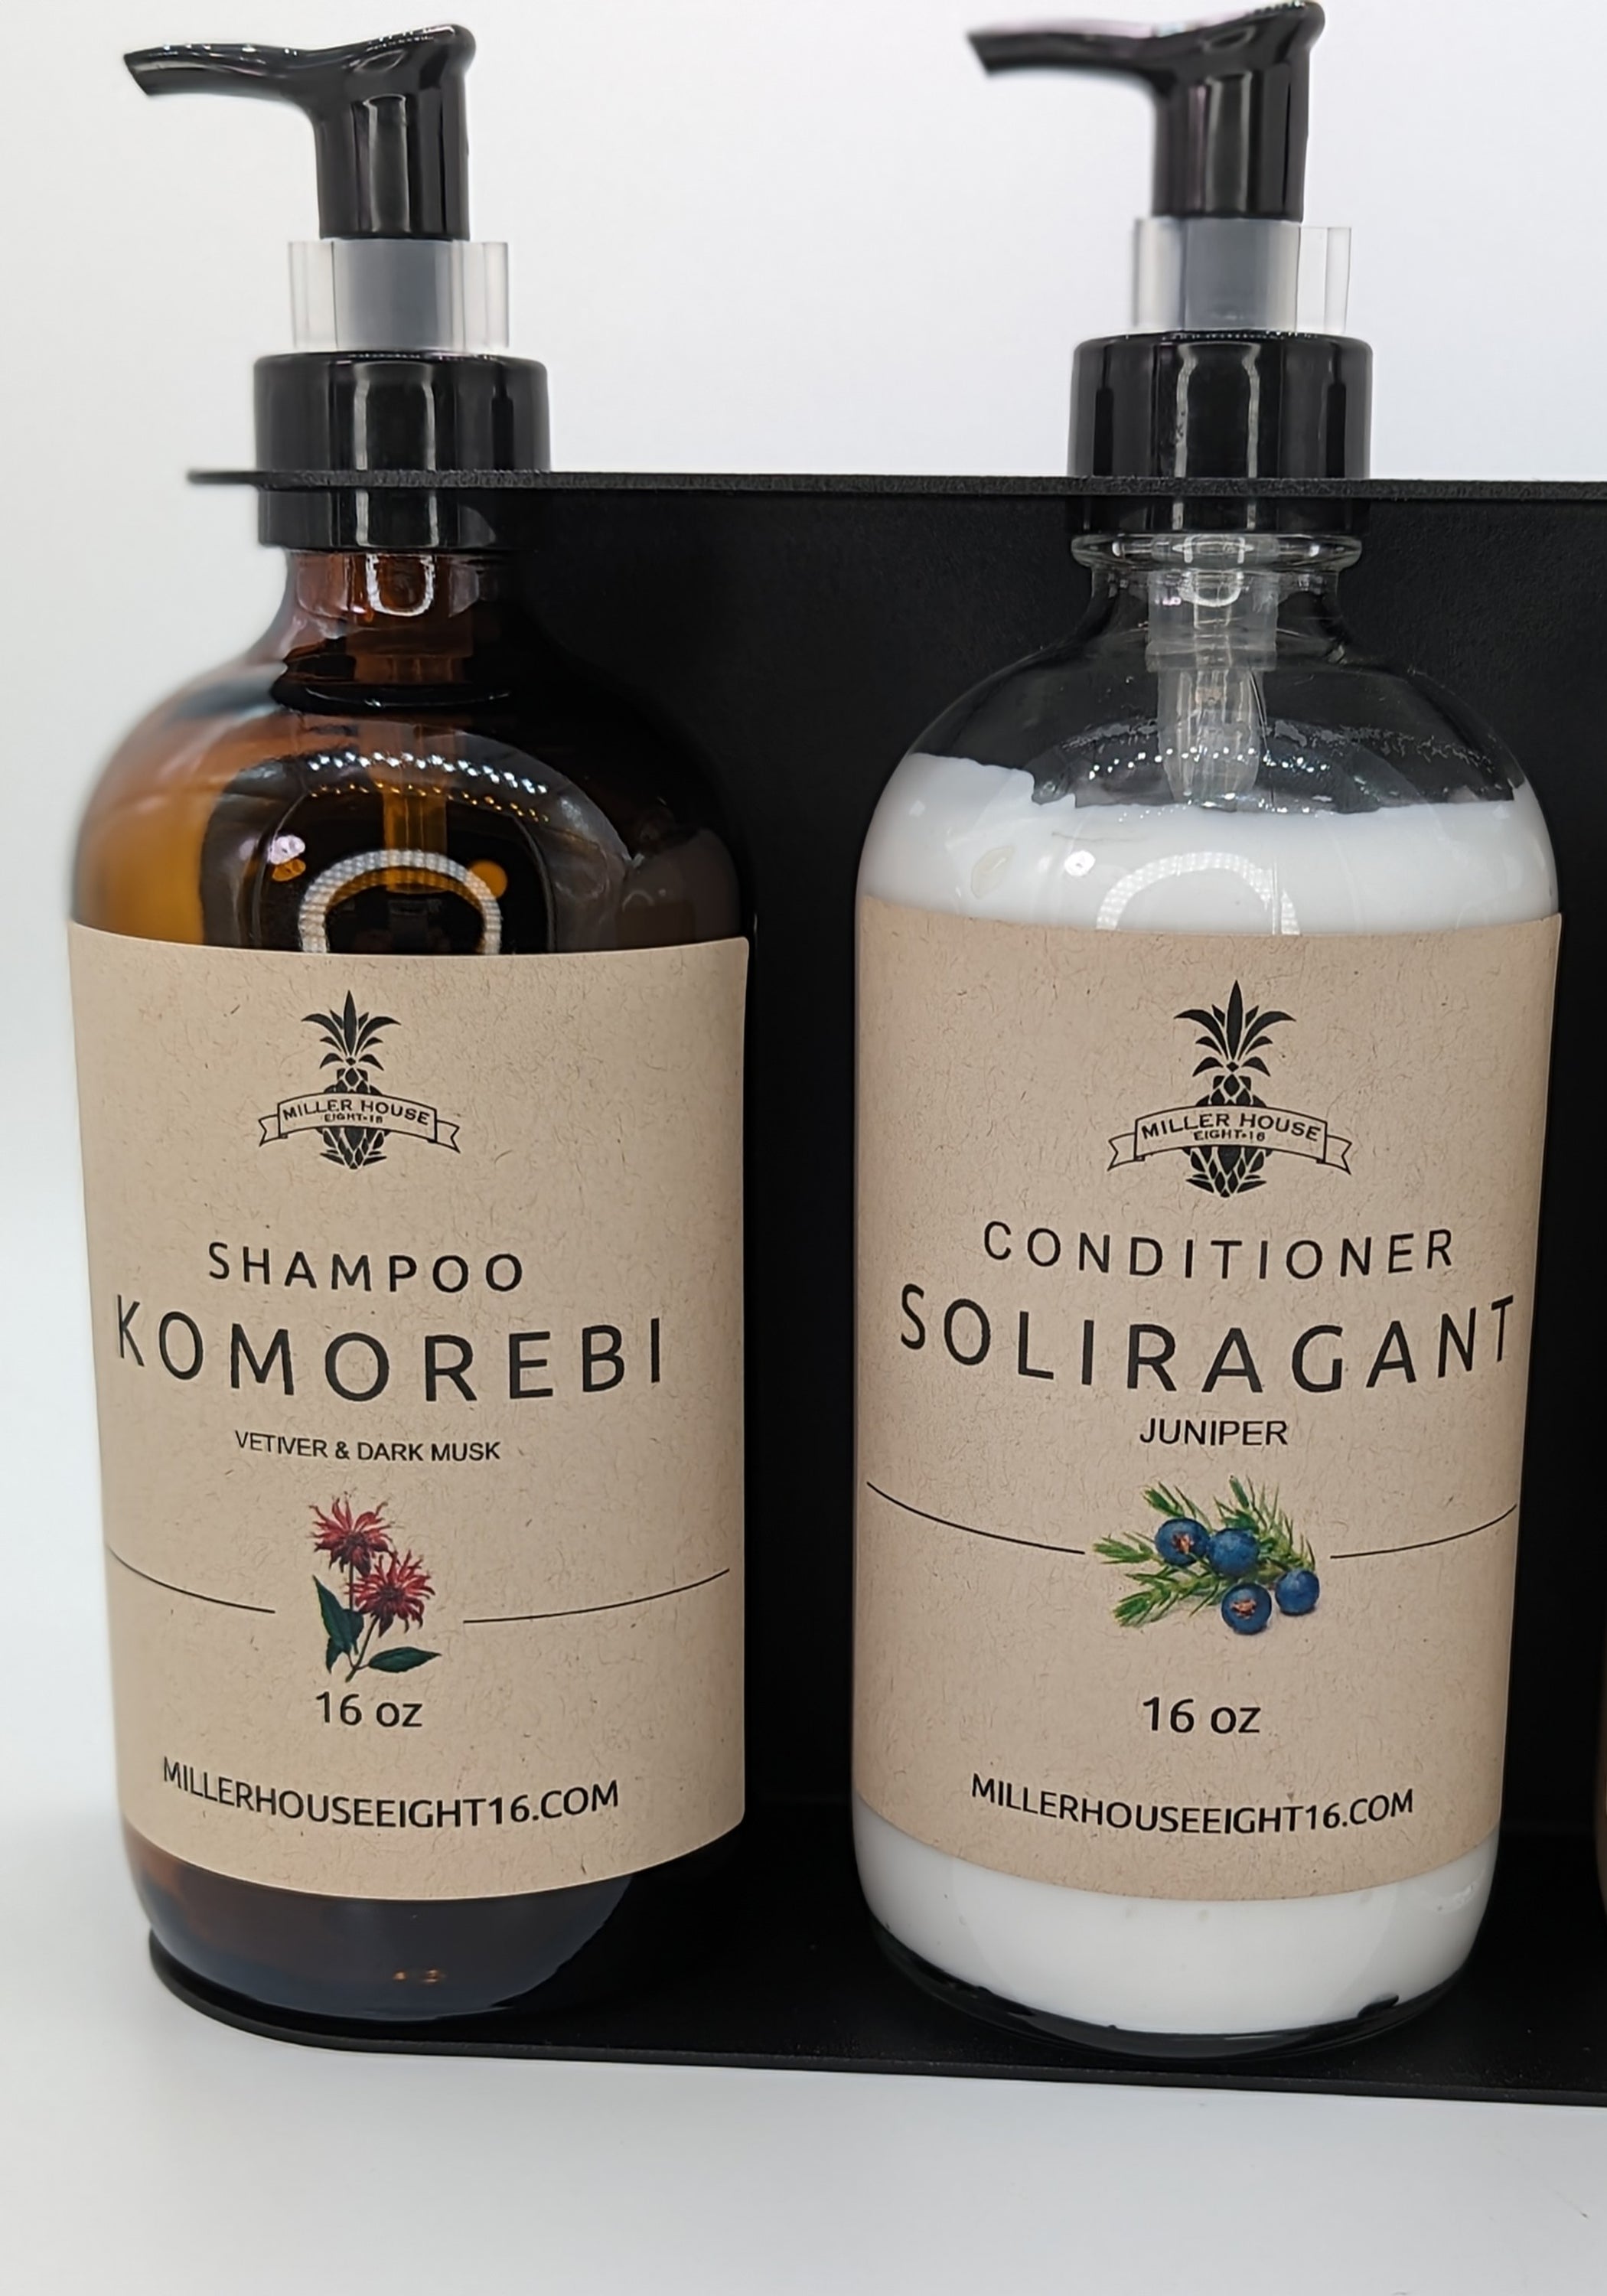 MILLER HOUSE
EIGHT•16
SHAMPOO
KOMOREBI
VETIVER & DARK MUSK
16 oz
MILLERHOUSEEIGHT16.COM
MILLER HOUSE
EIGHT•16
CONDITIONER
SOLIRAGANT
JUNIPER
16 oz
MILLERHOUSEEIGHT16.COM